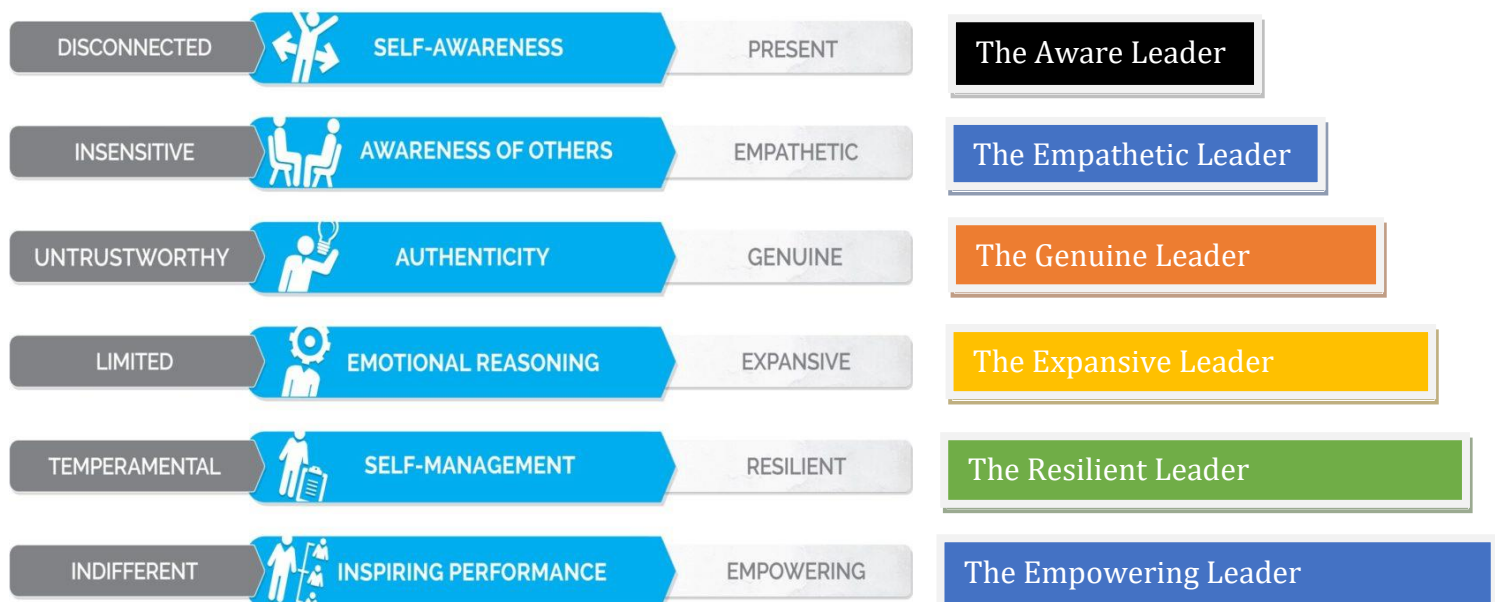 DISCONNECTED SELF-AWARENESS PRESENT The Aware Leader
INSENSITIVE AWARENESS OF OTHERS EMPATHETIC The Empathetic Leader
UNTRUSTWORTHY AUTHENTICITY GENUINE The Genuine Leader
LIMITED EMOTIONAL REASONING EXPANSIVE The Expansive Leader
TEMPERAMENTAL SELF-MANAGEMENT RESILIENT The Resilient Leader
INDIFFERENT INSPIRING PERFORMANCE EMPOWERING The Empowering Leader